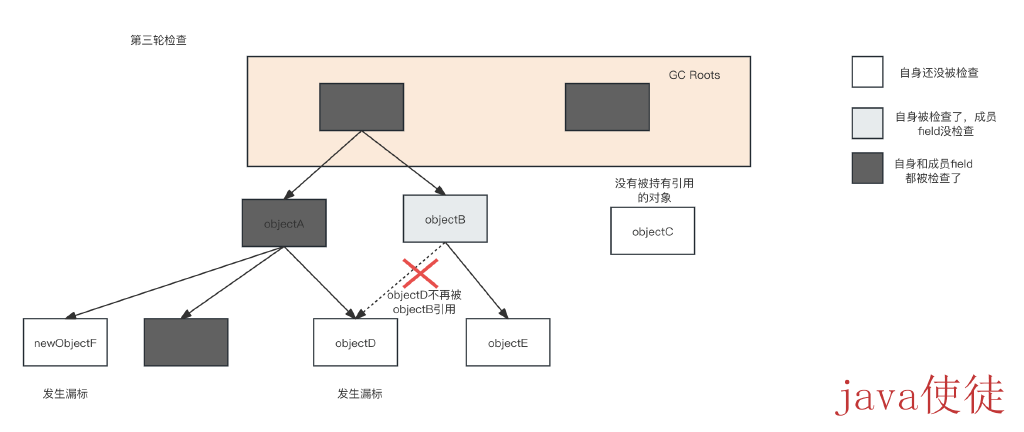 第三轮检查
GC Roots
自身还没被检查
自身被检查了，成员
field没检查
自身和成员field
都被检查了
没有被持有引用
的对象
objectA
objectB
objectC
objectD不再被
objectB引用
newObjectF
objectD
objectE
发生漏标
发生漏标
java使徒